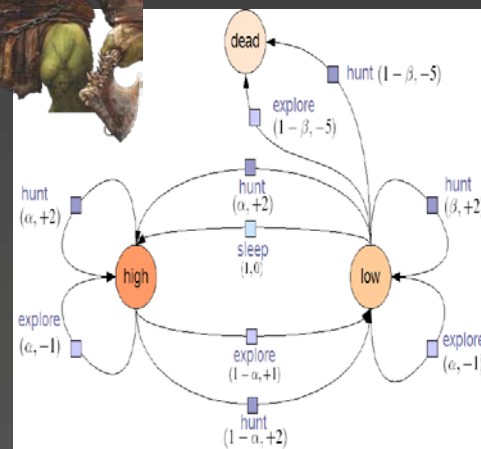 dead
hunt (1 − β, −5)
explore
(1 − β, −5)
hunt
(α, +2)
hunt
(α, +2)
hunt
(β, +2)
sleep
(1, 0)
high
low
explore
(α, −1)
explore
(1 − α, +1)
explore
(α, −1)
hunt
(1 − α, +2)